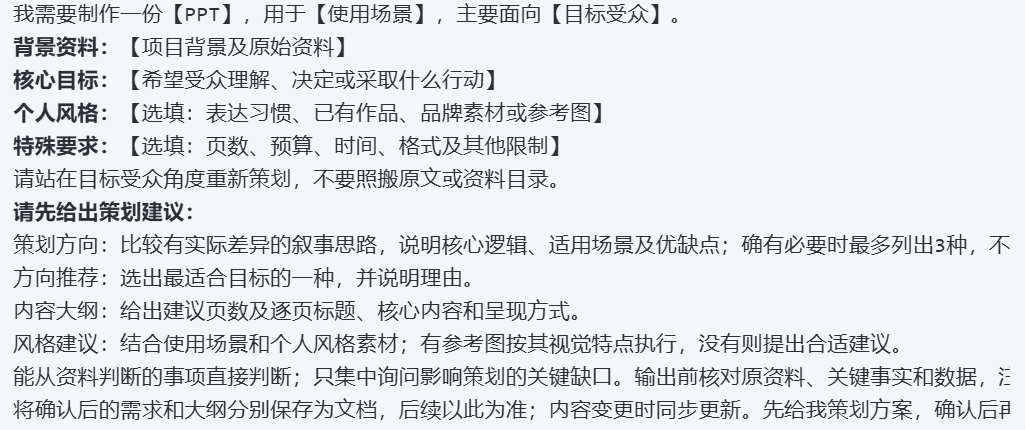 我需要制作一份【PPT】，用于【使用场景】，主要面向【目标受众】。
背景资料：【项目背景及原始资料】
核心目标：【希望受众理解、决定或采取什么行动】
个人风格：【选填：表达习惯、已有作品、品牌素材或参考图】
特殊要求：【选填：页数、预算、时间、格式及其他限制】
请站在目标受众角度重新策划，不要照搬原文或资料目录。
请先给出策划建议：
策划方向：比较有实际差异的叙事思路，说明核心逻辑、适用场景及优缺点；确有必要时最多列出3种，不
方向推荐：选出最适合目标的一种，并说明理由。
内容大纲：给出建议页数及逐页标题、核心内容和呈现方式。
风格建议：结合使用场景和个人风格素材；有参考图按其视觉特点执行，没有则提出合适建议。
能从资料判断的事项直接判断；只集中询问影响策划的关键缺口。输出前核对原资料、关键事实和数据，
将确认后的需求和大纲分别保存为文档，后续以此为准；内容变更时同步更新。先给我策划方案，确认后